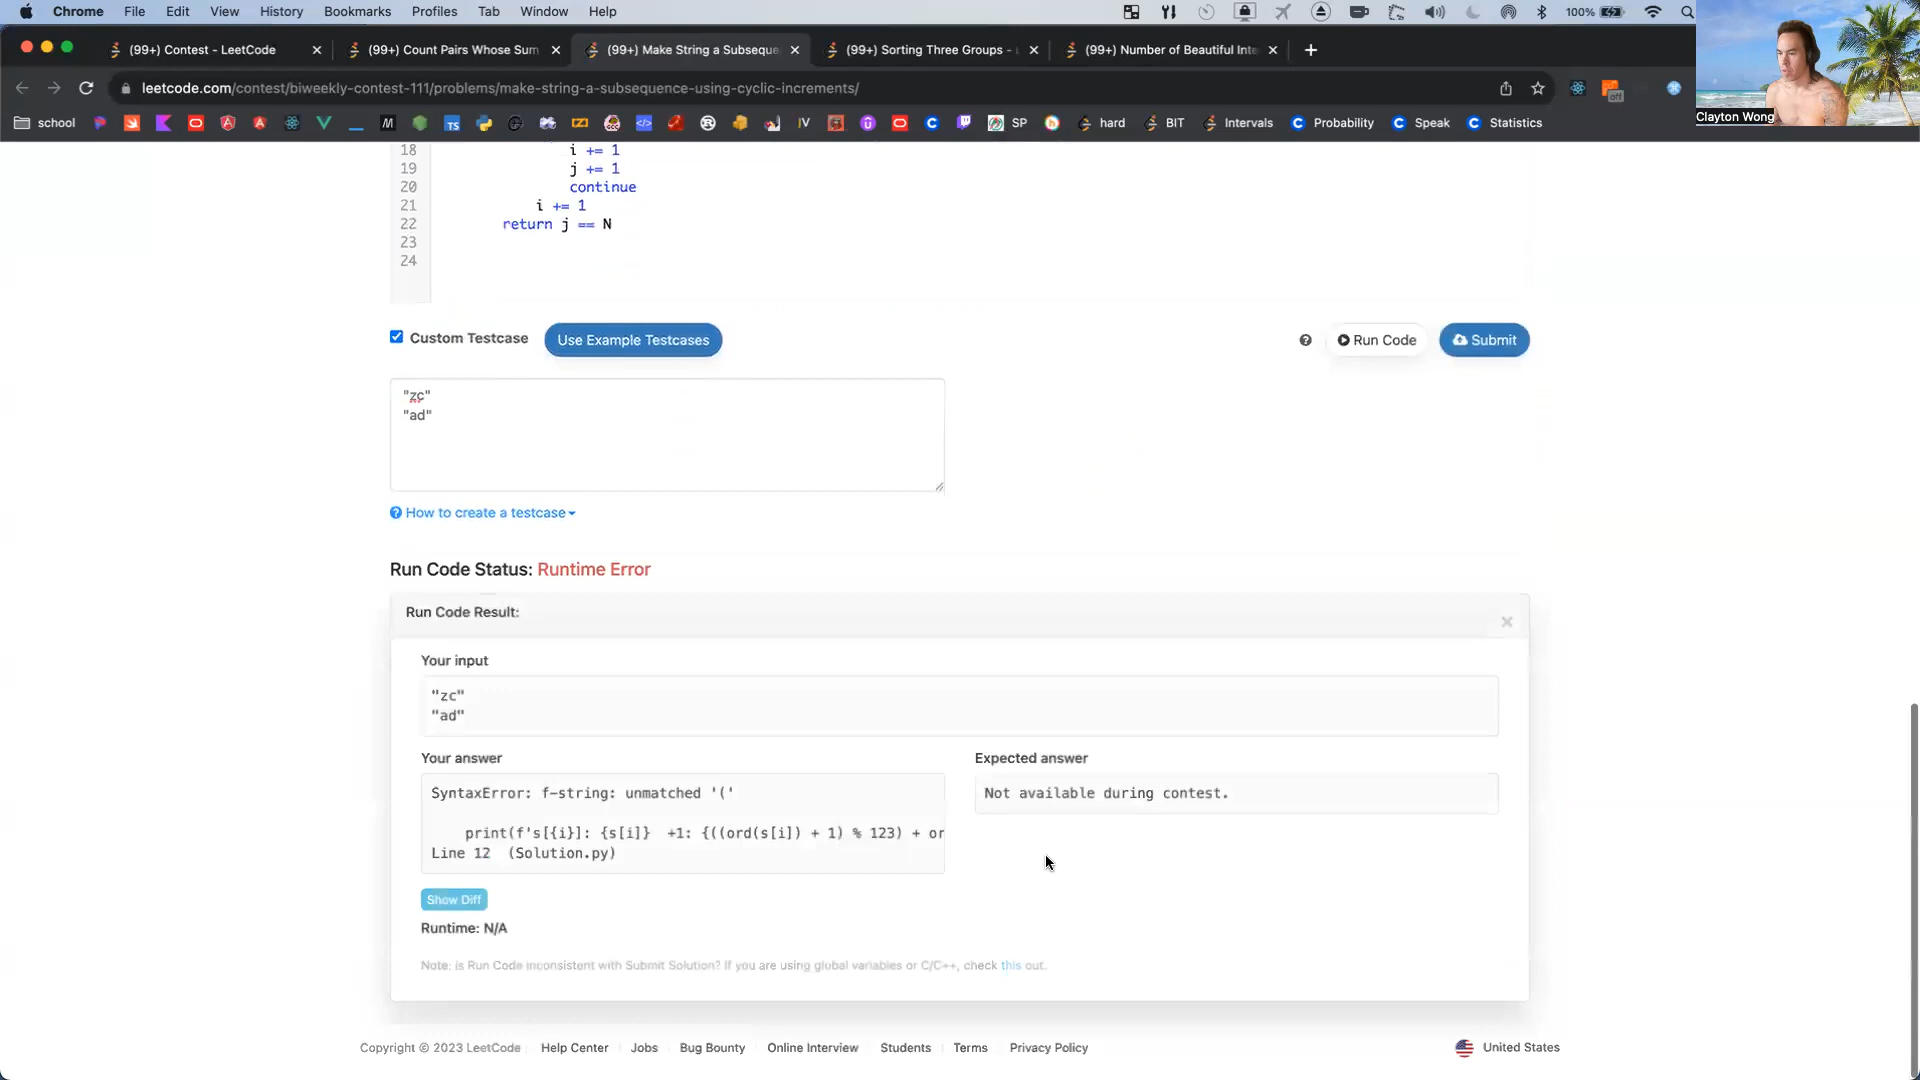 Chrome File Edit View History Bookmarks Profiles Tab Window Help 100%
(99+) Contest - LeetCode (99+) Count Pairs Whose Sum (99+) Make String a Subseque (99+) Sorting Three Groups - (99+) Number of Beautiful Inte
leetcode.com/contest/biweekly-contest-111/problems/make-string-a-subsequence-using-cyclic-increments/
off
Clayton Wong
school SP hard BIT Intervals Probability Speak Statistics
18 i += 1
19 j += 1
20 continue
21 i += 1
22 return j == N
23
24
Custom Testcase Use Example Testcases Run Code Submit
"zc"
"ad"
How to create a testcase
Run Code Status: Runtime Error
Run Code Result:
Your input
"zc"
"ad"
Your answer Expected answer
SyntaxError: f-string: unmatched '(' Not available during contest.
print(f's[{i}]: {s[i]} +1: {((ord(s[i]) + 1) % 123) + or
Line 12 (Solution.py)
Show Diff
Runtime: N/A
Note: is Run Code inconsistent with Submit Solution? If you are using global variables or C/C++, check this out.
Copyright © 2023 LeetCode Help Center Jobs Bug Bounty Online Interview Students Terms Privacy Policy United States